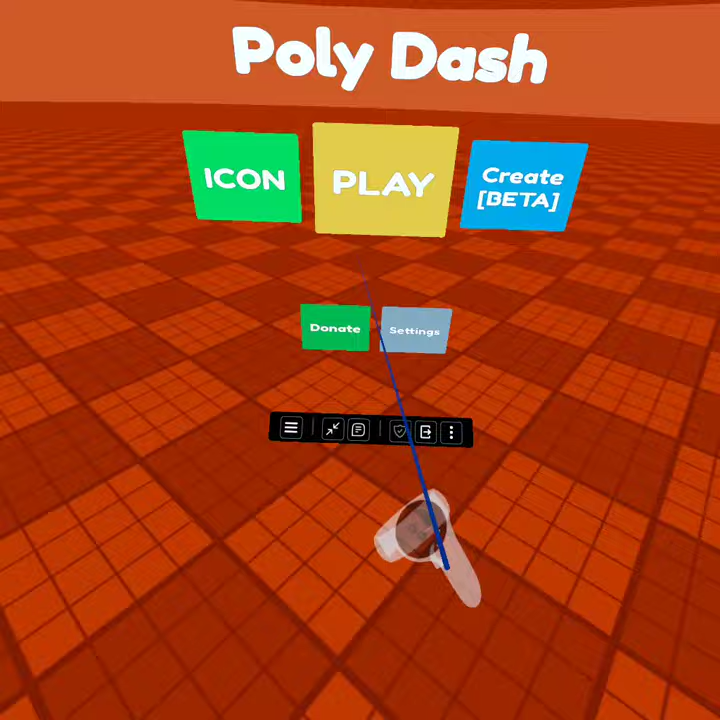 Poly Dash
ICON
PLAY
Create
[BETA]
Donate
Settings